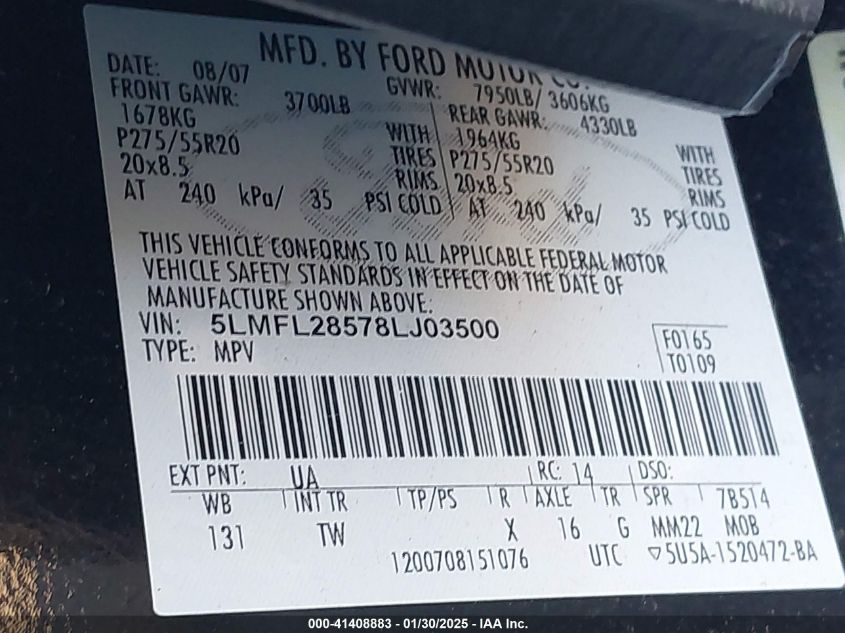 MFD. BY FORD MOTOR CO.
DATE: 08/07 GVWR: 7950LB/ 3606KG
FRONT GAWR: 3700LB REAR GAWR: 4330LB
1678KG WITH 1964KG WITH
P275/55R20 TIRES P275/55R20 TIRES
20x8.5 RIMS 20x8.5 RIMS
AT 240 kPa/ 35 PSI COLD AT 240 kPa/ 35 PSI COLD
THIS VEHICLE CONFORMS TO ALL APPLICABLE FEDERAL MOTOR
VEHICLE SAFETY STANDARDS IN EFFECT ON THE DATE OF
MANUFACTURE SHOWN ABOVE.
VIN: 5LMFL28578LJ03500
TYPE: MPV
F0165
T0109
EXT PNT: UA RC: 14 DSO:
WB INT TR TP/PS R AXLE TR SPR 7B514
131 TW X 16 G MM22 MOB
1200708151076 UTC ▽5U5A-1520472-BA
000-41408883 - 01/30/2025 - IAA Inc.